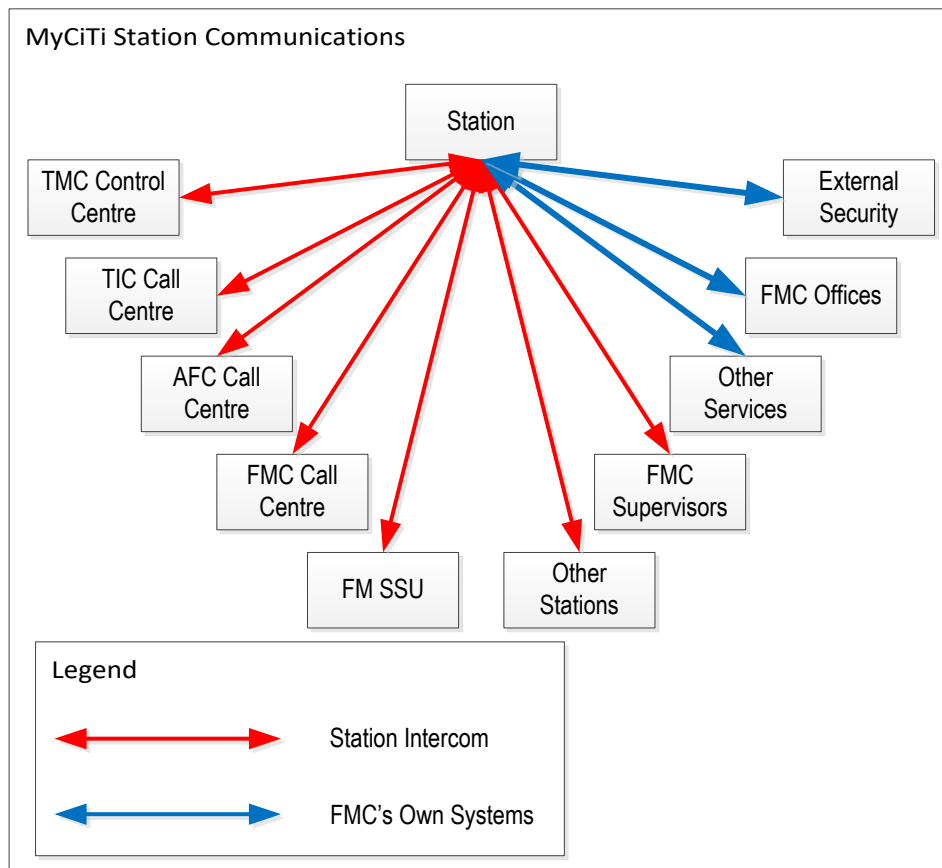 MyCiTi Station Communications
Station
TMC Control
Centre
External
Security
TIC Call
Centre
FMC Offices
AFC Call
Centre
Other
Services
FMC Call
Centre
FMC
Supervisors
FM SSU
Other
Stations
Legend
Station Intercom
FMC’s Own Systems